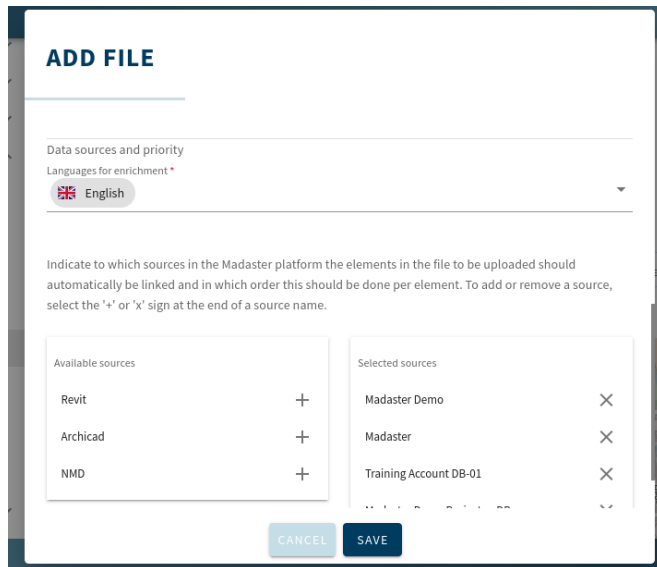 ADD FILE
Data sources and priority
Languages for enrichment *
English
Indicate to which sources in the Madaster platform the elements in the file to be uploaded should
automatically be linked and in which order this should be done per element. To add or remove a source,
select the '+' or 'x' sign at the end of a source name.
Available sources
Revit
Archicad
NMD
Selected sources
Madaster Demo
Madaster
Training Account DB-01
CANCEL
SAVE